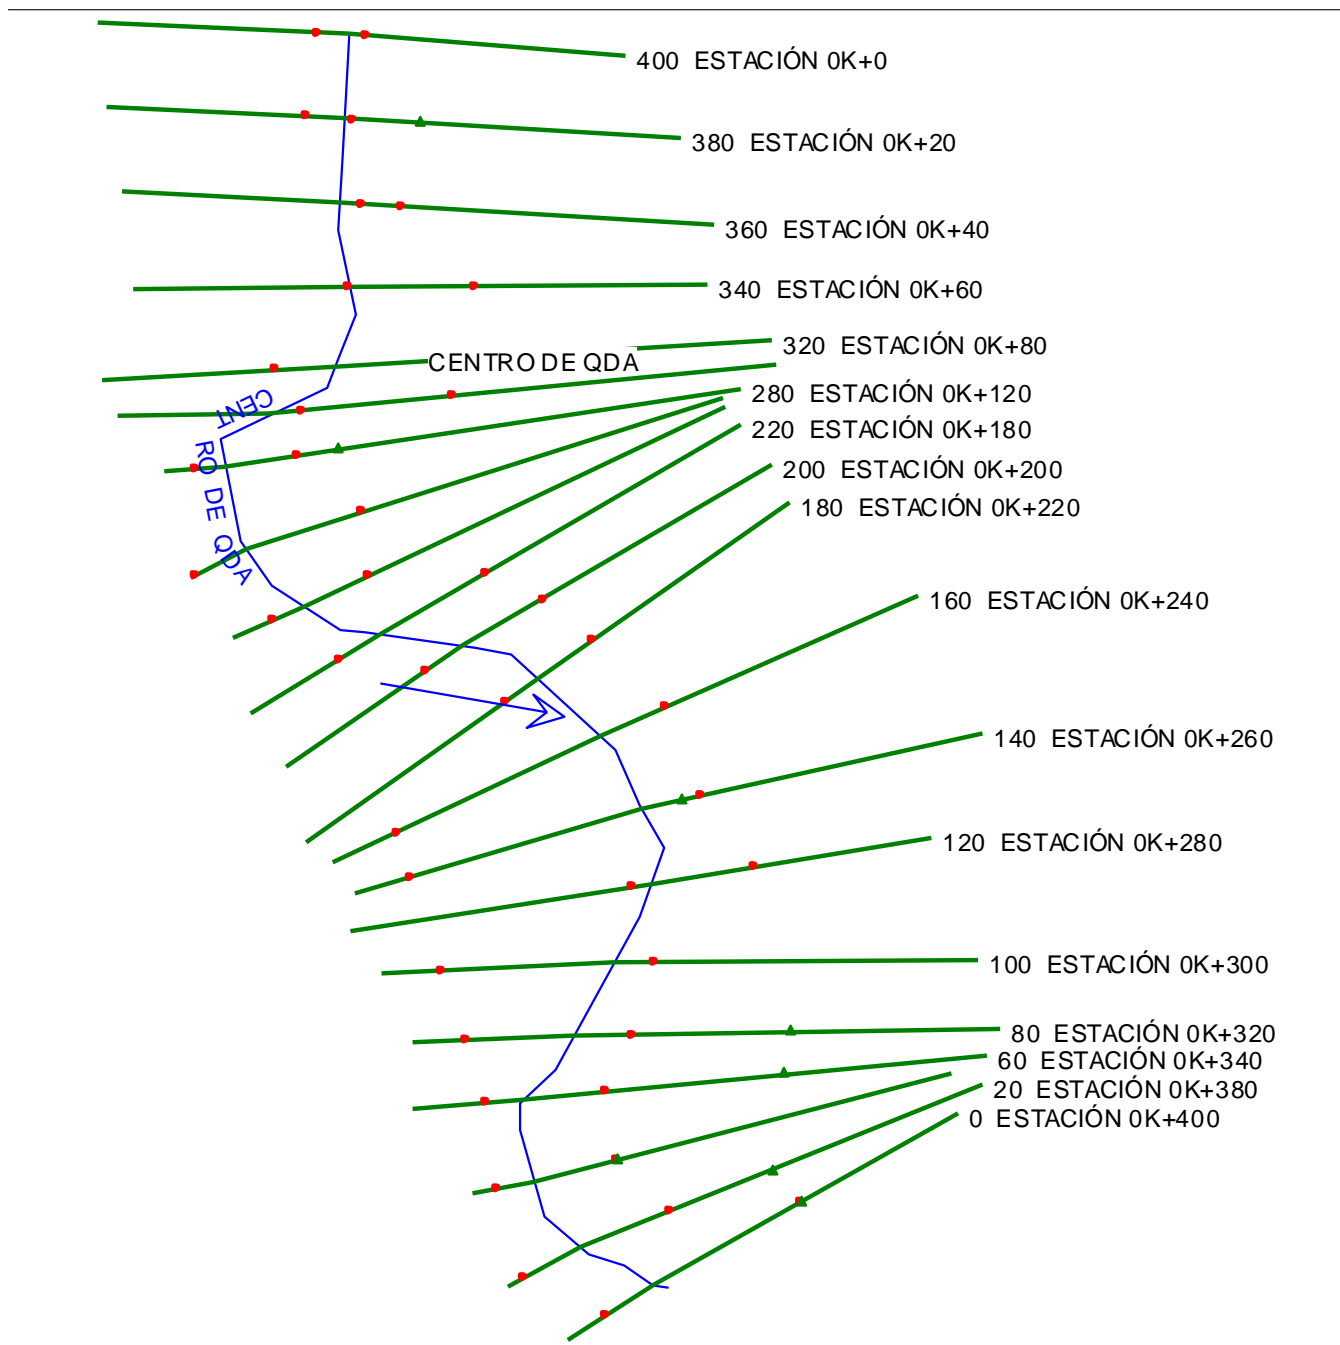 400 ESTACIÓN 0K+0
380 ESTACIÓN 0K+20
360 ESTACIÓN 0K+40
340 ESTACIÓN 0K+60
320 ESTACIÓN 0K+80
CENTRO DE QDA
280 ESTACIÓN 0K+120
CENT
RO DE QDA
220 ESTACIÓN 0K+180
200 ESTACIÓN 0K+200
180 ESTACIÓN 0K+220
160 ESTACIÓN 0K+240
140 ESTACIÓN 0K+260
120 ESTACIÓN 0K+280
100 ESTACIÓN 0K+300
80 ESTACIÓN 0K+320
60 ESTACIÓN 0K+340
20 ESTACIÓN 0K+380
0 ESTACIÓN 0K+400